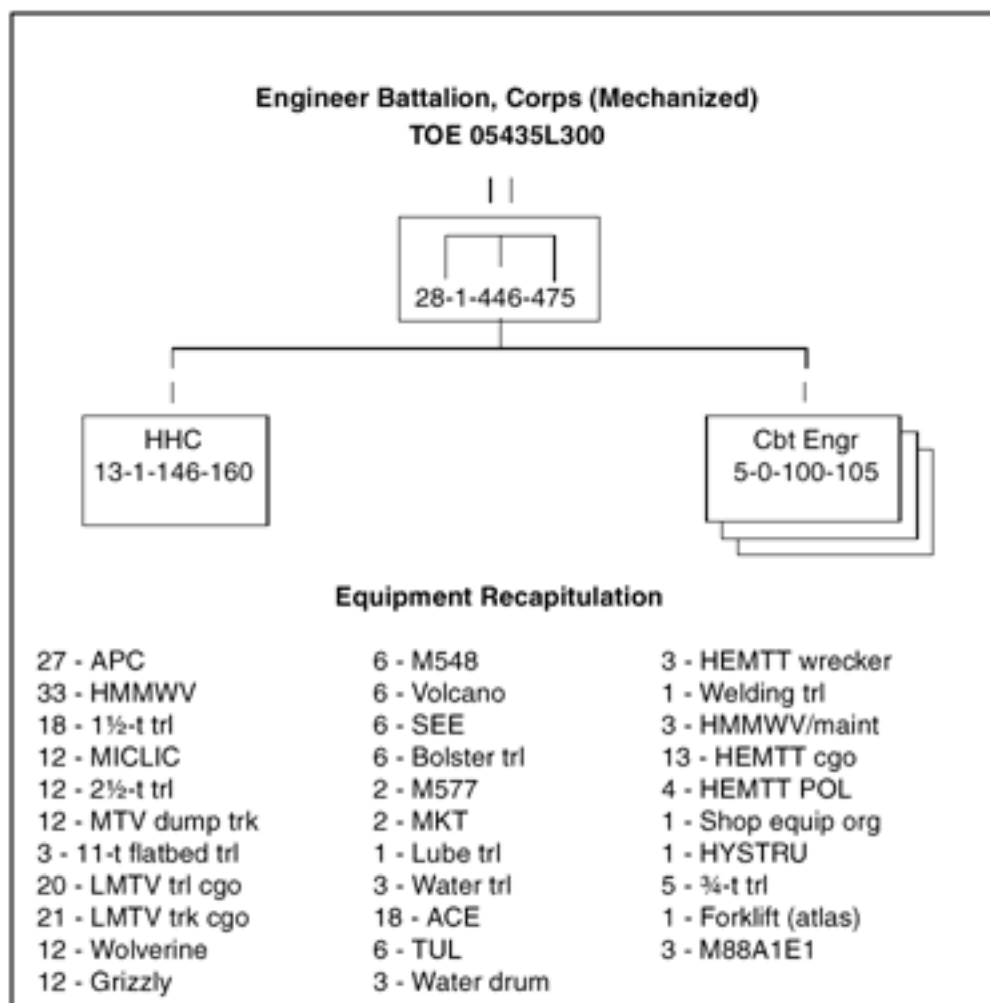 Engineer Battalion, Corps (Mechanized)
TOE 05435L300
28-1-446-475
HHC
13-1-146-160
Cbt Engr
5-0-100-105
Equipment Recapitulation
27 - APC
33 - HMMWV
18 - 1½-t trl
12 - MICLIC
12 - 2½-t trl
12 - MTV dump trk
3 - 11-t flatbed trl
20 - LMTV trl cgo
21 - LMTV trk cgo
12 - Wolverine
12 - Grizzly
6 - M548
6 - Volcano
6 - SEE
6 - Bolster trl
2 - M577
2 - MKT
1 - Lube trl
3 - Water trl
18 - ACE
6 - TUL
3 - Water drum
3 - HEMTT wrecker
1 - Welding trl
3 - HMMWV/maint
13 - HEMTT cgo
4 - HEMTT POL
1 - Shop equip org
1 - HYSTRU
5 - ¾-t trl
1 - Forklift (atlas)
3 - M88A1E1